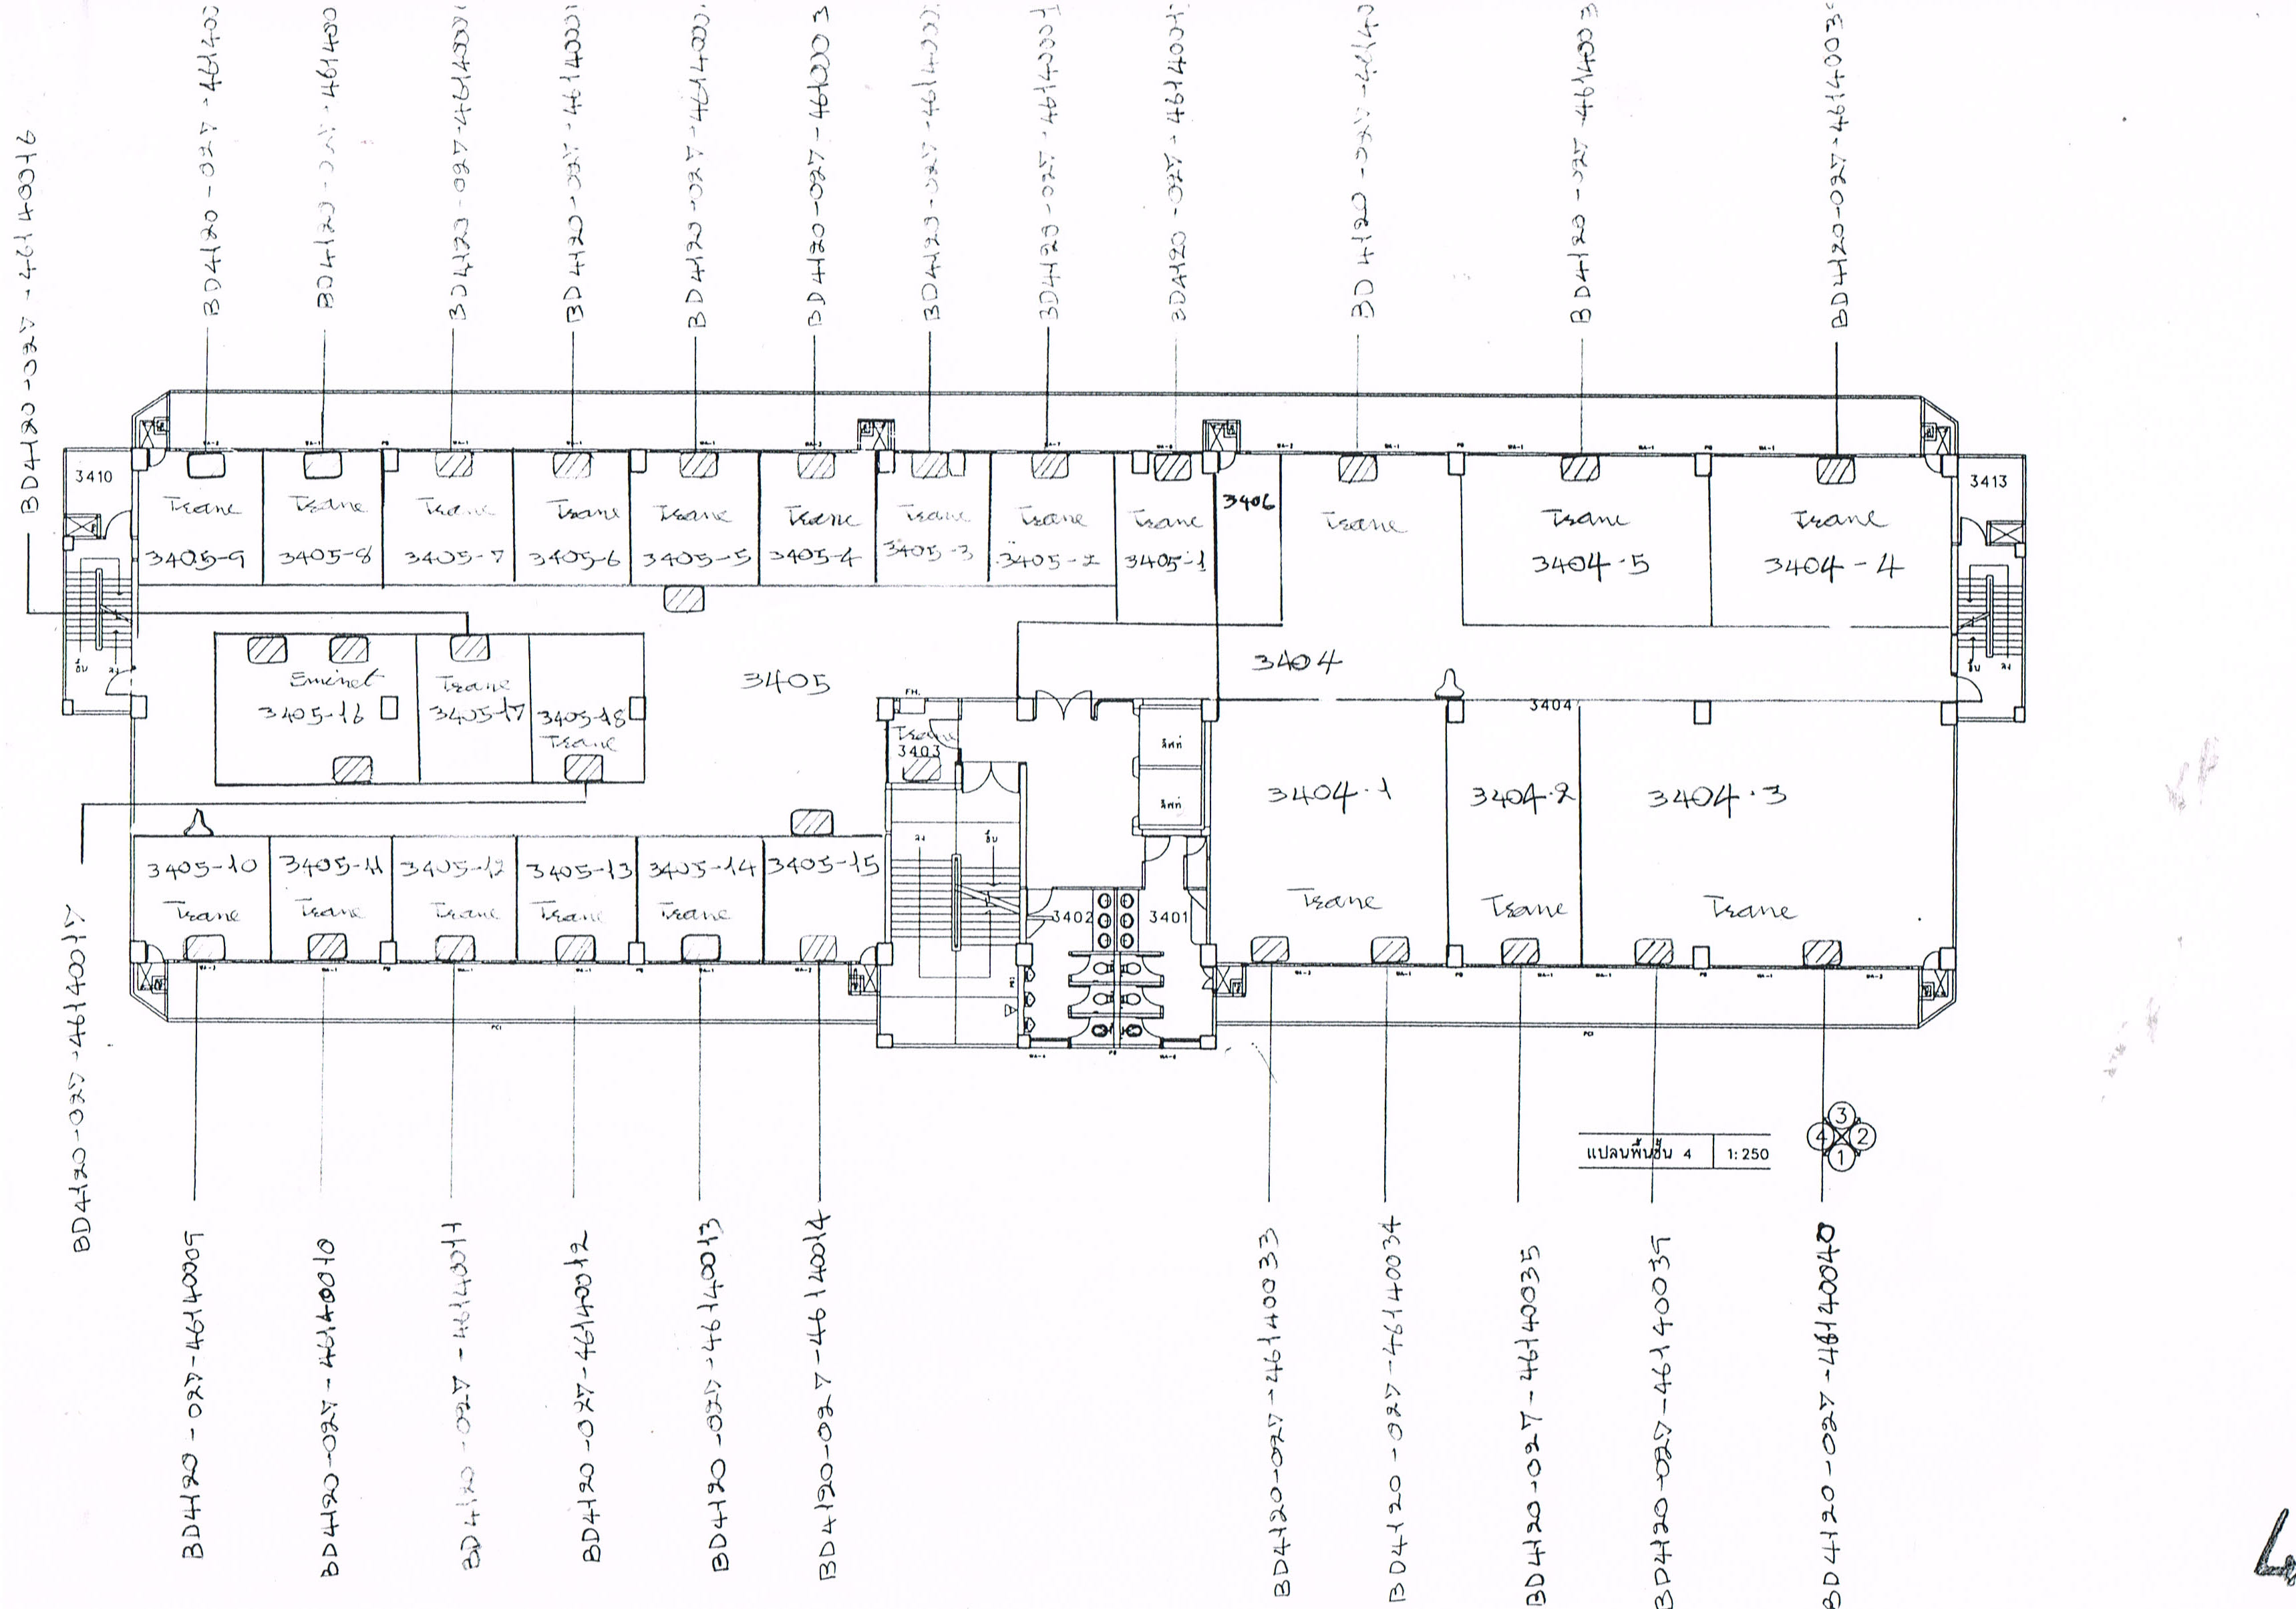 BD4120-027-461400
BD4120-027-461400
BD4120-027-4614000
BD4120-027-4614000
BD4120-027-4614000
BD4120-027-4610003
BD4120-027-4614000
BD4120-027-4614000
BD4120-027-4614001
BD4120-027-46140
BD4120-027-4614003
BD4120-027-4614003
BD4120-027-46140016
3410
Trane
3405-9
Trane
3405-8
Trane
3405-7
Trane
3405-6
Trane
3405-5
Trane
3405-4
Trane
3405-3
Trane
3405-2
Trane
3405-1
3406
Trane
Trane
3404-5
Trane
3404-4
3413
ขึ้น
ลง
Eminet
3405-16
Trane
3405-17
3405-18
Trane
3405
3404
ขึ้น
ลง
FH.
Trane
3403
ลิฟท์
ลิฟท์
3404
3404-1
Trane
3404-2
Trane
3404-3
Trane
3405-10
Trane
3405-11
Trane
3405-12
Trane
3405-13
Trane
3405-14
Trane
3405-15
ลง
ขึ้น
3402
3401
BD4120-027-46140017
แปลนพื้นชั้น 4
1:250
3
4
2
1
BD4120-027-46140009
BD4120-027-46140010
BD4120-027-46140011
BD4120-027-46140012
BD4120-027-46140013
BD4120-027-46140014
BD4120-027-46140033
BD4120-027-46140034
BD4120-027-46140035
BD4120-027-46140039
BD4120-027-46140040
4